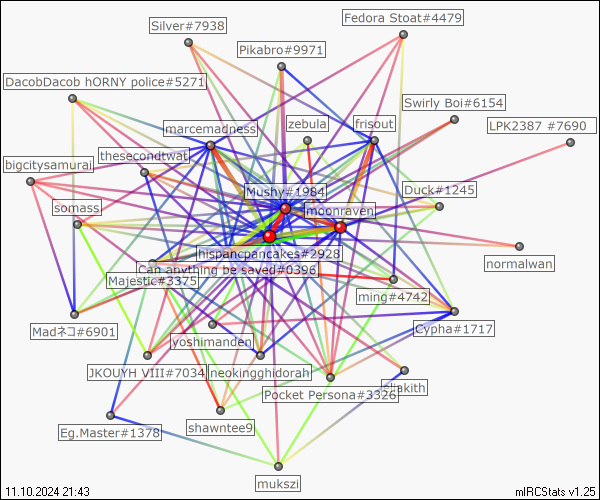 Fedora Stoat#4479
Silver#7938
Pikabro#9971
DacobDacob hORNY police#5271
Swirly Boi#6154
LPK2387 #7690
marcemadness
zebula
frisout
thesecondtwat
bigcitysamurai
Mushy#1984
Duck#1245
somass
moonraven
hispancpancakes#2928
normalwan
Can anything be saved#0396
Majestic#3375
ming#4742
Madネコ#6901
Cypha#1717
yoshimanden
JKOUYH VIII#7034
neokingghidorah
Pocket Persona#3326
shawntee9
Eg.Master#1378
mukszi
11.10.2024 21:43
mIRCStats v1.25